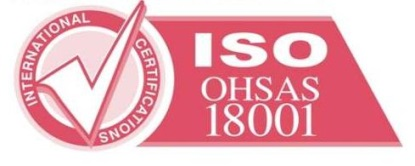 INTERNATIONAL
CERTIFICATIONS
ISO
OHSAS
18001